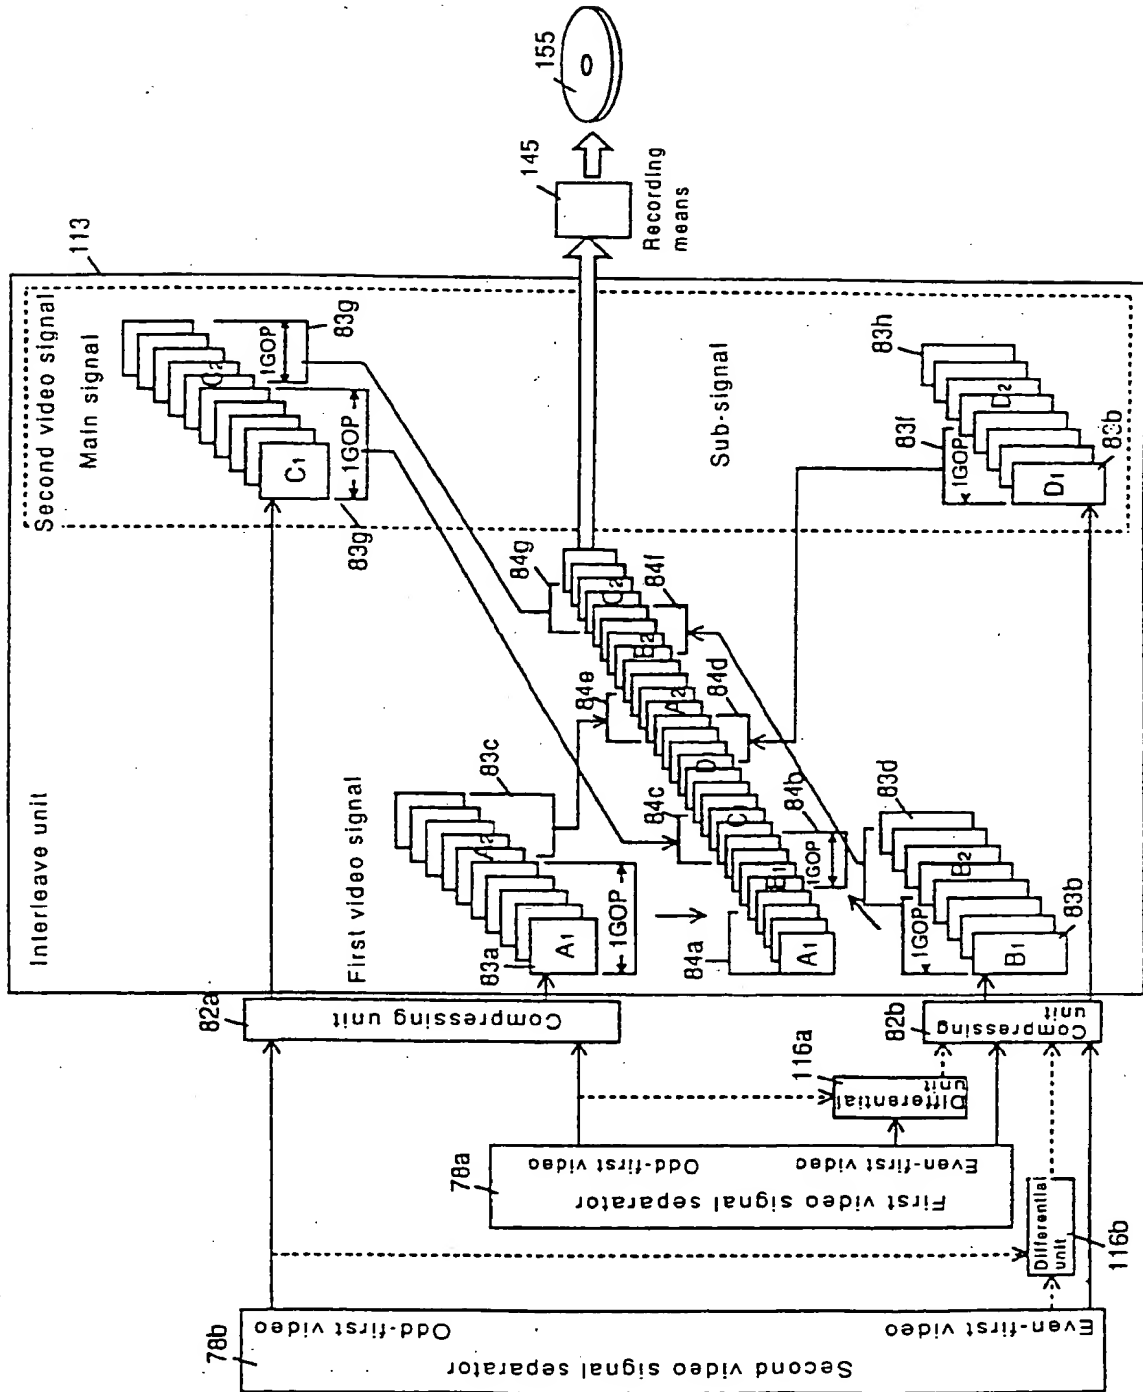 155
145
Recording
means
113
Interleave unit
Second video signal
Main signal
1GOP
83g
C2
C1
1GOP
83g
Sub-signal
83h
D2
83f
1GOP
D1
83b
84g
C2
84f
B2
84e
A2
84d
D1
84c
C1
84b
1GOP
B1
84a
A1
First video signal
83c
A2
1GOP
83a
A1
83d
B2
1GOP
B1
83b
82a
Compressing unit
82b
Compressing
unit
116a
Differential
unit
78a
Odd-first video
Even-first video
First video signal separator
Differential
unit
116b
78b
Odd-first video
Even-first video
Second video signal separator